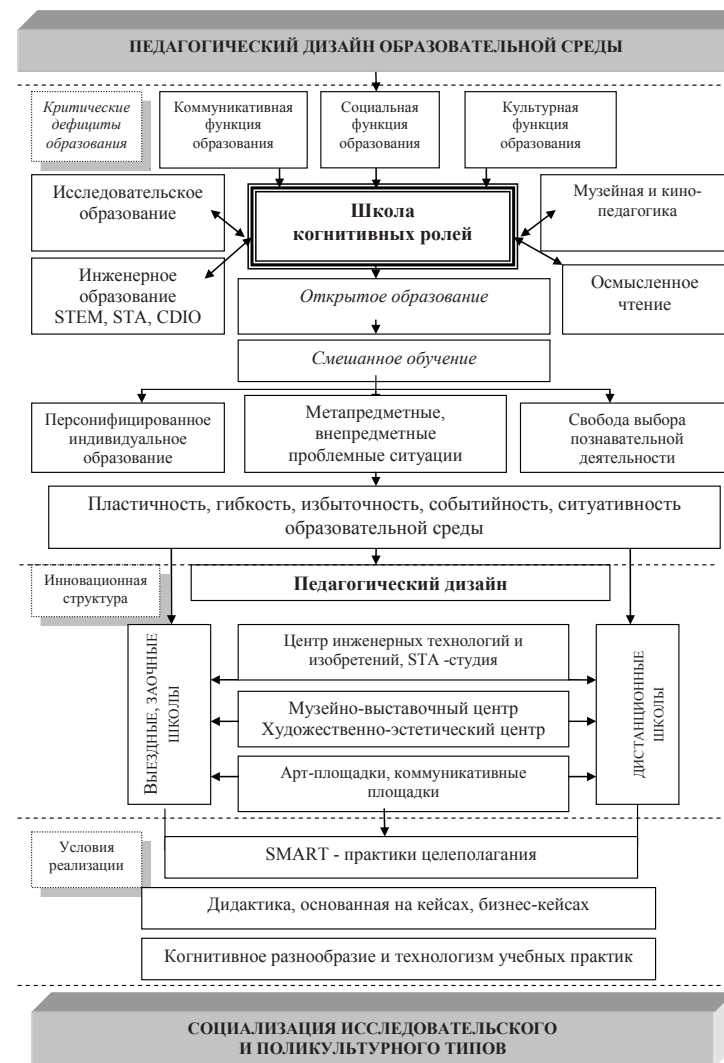 ПЕДАГОГИЧЕСКИЙ ДИЗАЙН ОБРАЗОВАТЕЛЬНОЙ СРЕДЫ
Критические
дефициты
образования
Коммуникативная
функция
образования
Социальная
функция
образования
Культурная
функция
образования
Исследовательское
образование
Школа
когнитивных ролей
Музейная и кино-
педагогика
Инженерное
образование
STEM, STA, CDIO
Открытое образование
Осмысленное
чтение
Смешанное обучение
Персонифицированное
индивидуальное
образование
Метапредметные,
внепредметные
проблемные ситуации
Свобода выбора
познавательной
деятельности
Пластичность, гибкость, избыточность, событийность, ситуативность
образовательной среды
Инновационная
структура
Педагогический дизайн
ВЫЕЗДНЫЕ, ЗАОЧНЫЕ
ШКОЛЫ
Центр инженерных технологий и
изобретений, STA -студия
Музейно-выставочный центр
Художественно-эстетический центр
Арт-площадки, коммуникативные
площадки
ДИСТАНЦИОННЫЕ
ШКОЛЫ
Условия
реализации
SMART - практики целеполагания
Дидактика, основанная на кейсах, бизнес-кейсах
Когнитивное разнообразие и технологизм учебных практик
СОЦИАЛИЗАЦИЯ ИССЛЕДОВАТЕЛЬСКОГО
И ПОЛИКУЛЬТУРНОГО ТИПОВ